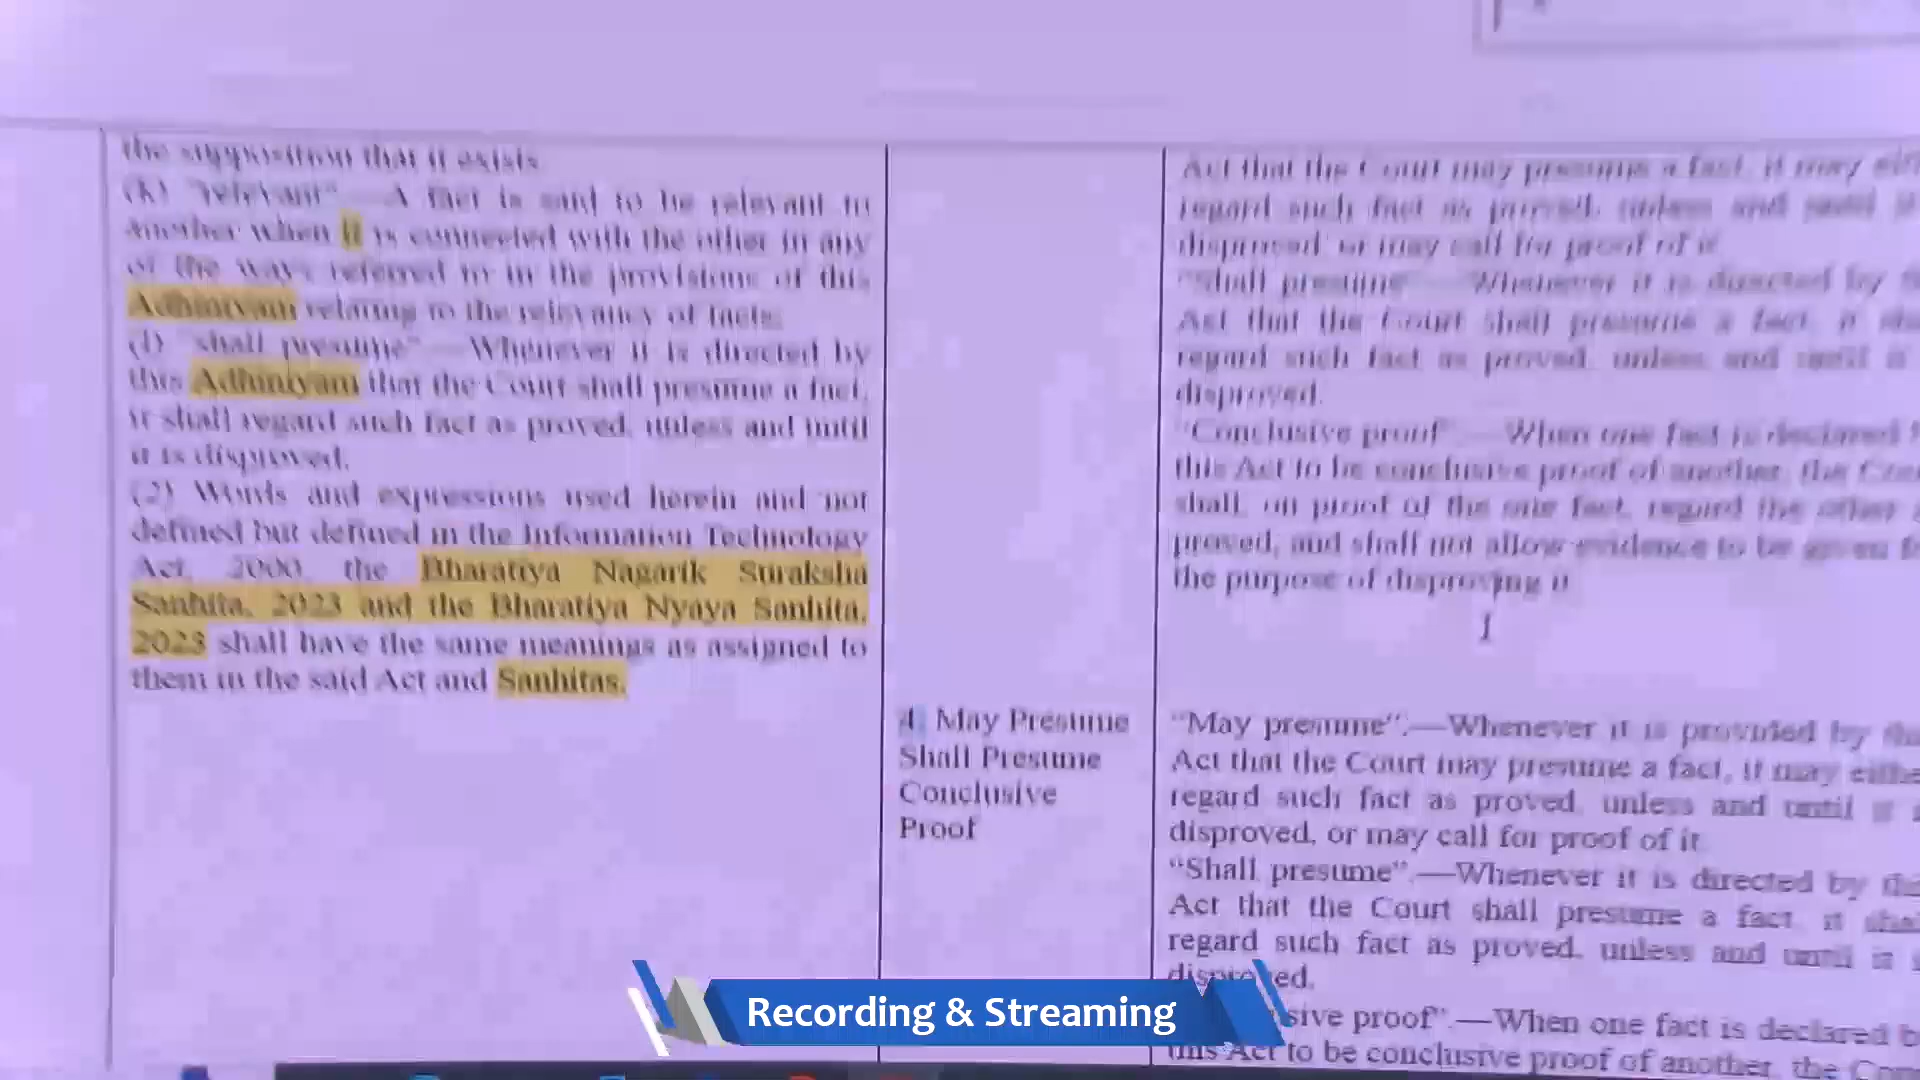 the supposition that it exists.
(k) "relevant".—A fact is said to be relevant to
another when it is connected with the other in any
of the ways referred to in the provisions of this
Adhiniyam relating to the relevancy of facts;
(l) "shall presume".—Whenever it is directed by
this Adhiniyam that the Court shall presume a fact,
it shall regard such fact as proved, unless and until
it is disproved.
(2) Words and expressions used herein and not
defined but defined in the Information Technology
Act, 2000, the Bharatiya Nagarik Suraksha
Sanhita, 2023 and the Bharatiya Nyaya Sanhita,
2023 shall have the same meanings as assigned to
them in the said Act and Sanhitas.
4. May Presume
Shall Presume
Conclusive
Proof
Act that the Court may presume a fact, it may
regard such fact as proved, unless and until it
disproved, or may call for proof of it.
"Shall presume".—Whenever it is directed by
Act that the Court shall presume a fact, it
regard such fact as proved, unless and until it
disproved.
"Conclusive proof".—When one fact is declared
this Act to be conclusive proof of another, the
shall, on proof of the one fact, regard the other
proved, and shall not allow evidence to be given
the purpose of disproving it.
"May presume".—Whenever it is provided by
Act that the Court may presume a fact, it may
regard such fact as proved, unless and until it
disproved, or may call for proof of it.
"Shall presume".—Whenever it is directed by
Act that the Court shall presume a fact, it
regard such fact as proved, unless and until it
sive proof".—When one fact is declared
this Act to be conclusive proof of another, the
Recording & Streaming